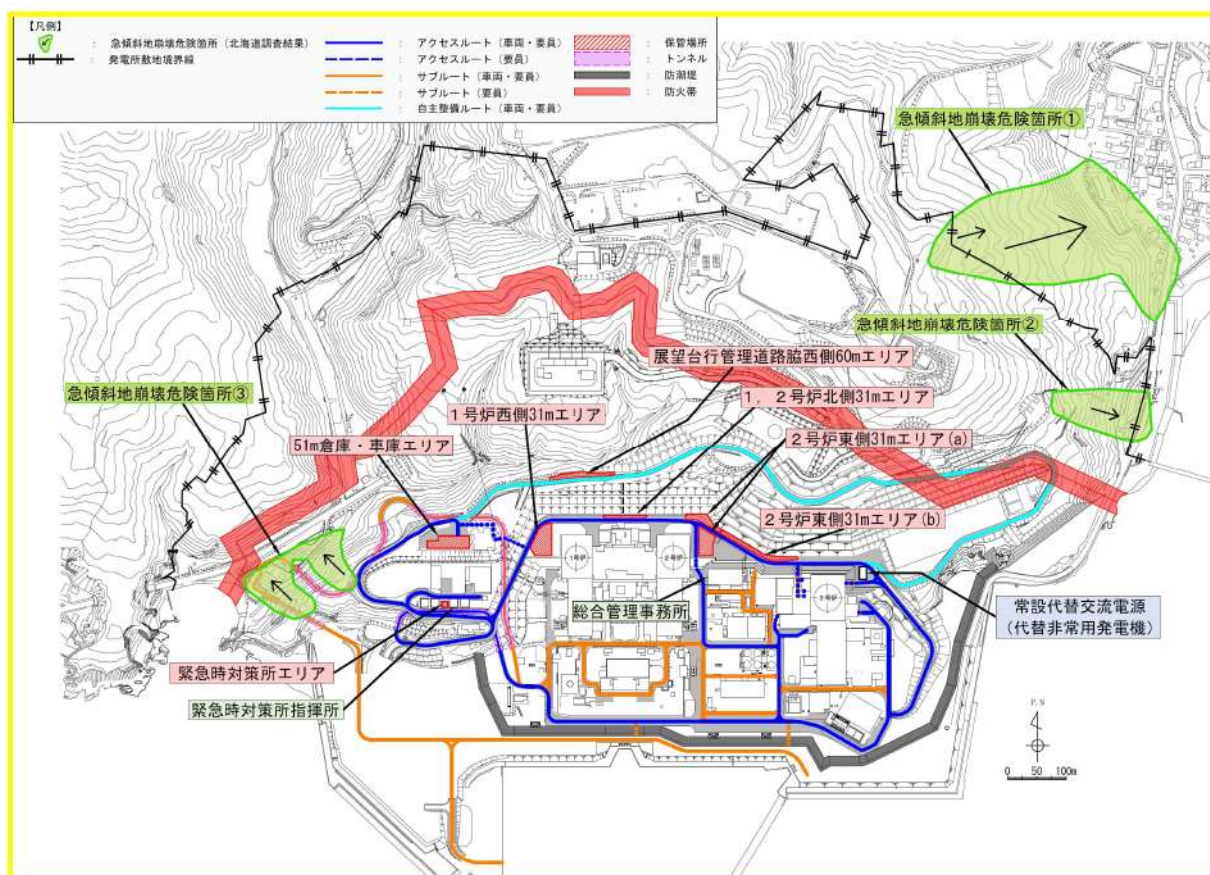 【凡例】
： 急傾斜地崩壊危険箇所（北海道調査結果）
： 発電所敷地境界線
： アクセスルート（車両・要員）
： アクセスルート（要員）
： サブルート（車両・要員）
： サブルート（要員）
： 自主整備ルート（車両・要員）
： 保管場所
： トンネル
： 防潮堤
： 防火帯
急傾斜地崩壊危険箇所①
急傾斜地崩壊危険箇所②
展望台行管理道路脇西側60mエリア
急傾斜地崩壊危険箇所③
1，2号炉北側31mエリア
1号炉西側31mエリア
51m倉庫・車庫エリア
2号炉東側31mエリア(a)
2号炉東側31mエリア(b)
1号炉
2号炉
3号炉
総合管理事務所
常設代替交流電源
（代替非常用発電機）
緊急時対策所エリア
緊急時対策所指揮所
P.N
0 50 100m